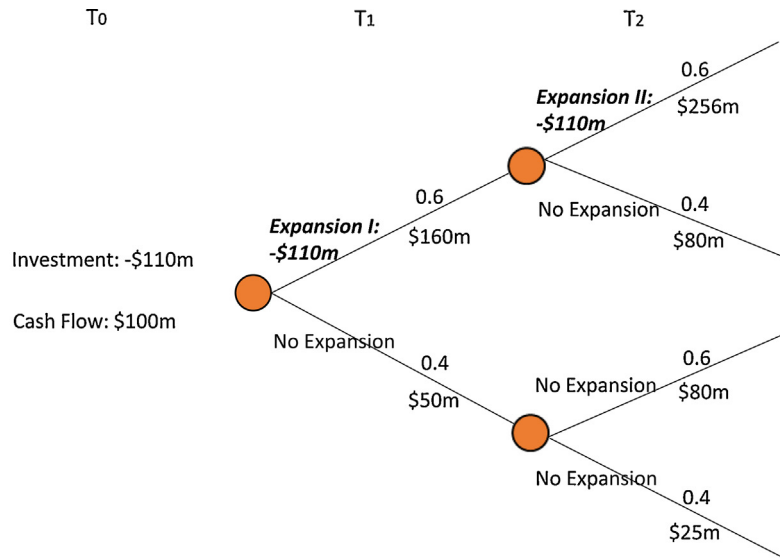 T0
T1
T2
0.6
Expansion II:
-$110m
$256m
0.6
No Expansion
0.4
Expansion I:
-$110m
$160m
$80m
Investment: -$110m
Cash Flow: $100m
No Expansion
0.4
0.6
No Expansion
$50m
$80m
No Expansion
0.4
$25m